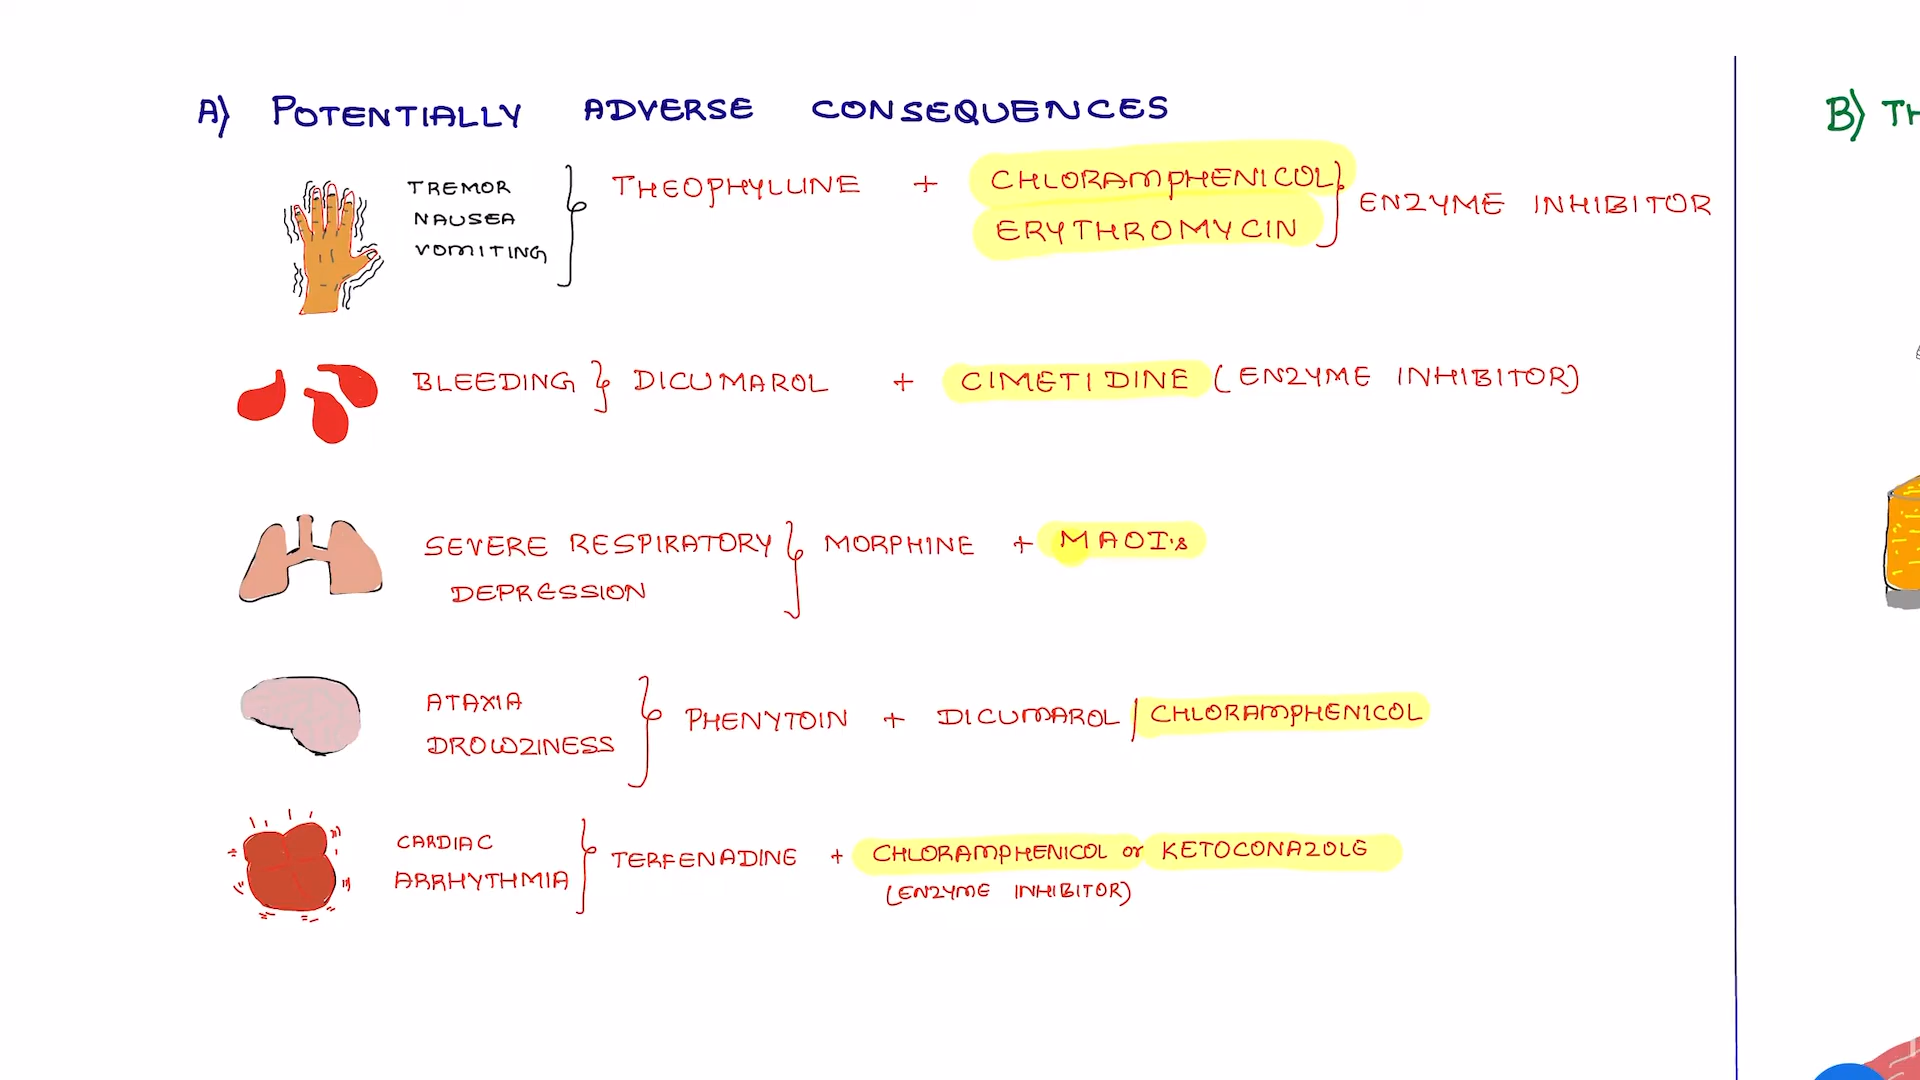 A) POTENTIALLY ADVERSE CONSEQUENCES
TREMOR
NAUSEA
VOMITING
THEOPHYLLINE + CHLORAMPHENICOL
ERYTHROMYCIN
ENZYME INHIBITOR
BLEEDING DICUMAROL + CIMETIDINE (ENZYME INHIBITOR)
SEVERE RESPIRATORY
DEPRESSION
MORPHINE + MAOI's
ATAXIA
DROWZINESS
PHENYTOIN + DICUMAROL / CHLORAMPHENICOL
CARDIAC
ARRHYTHMIA
TERFENADINE + CHLORAMPHENICOL or KETOCONAZOLE
(ENZYME INHIBITOR)
B)